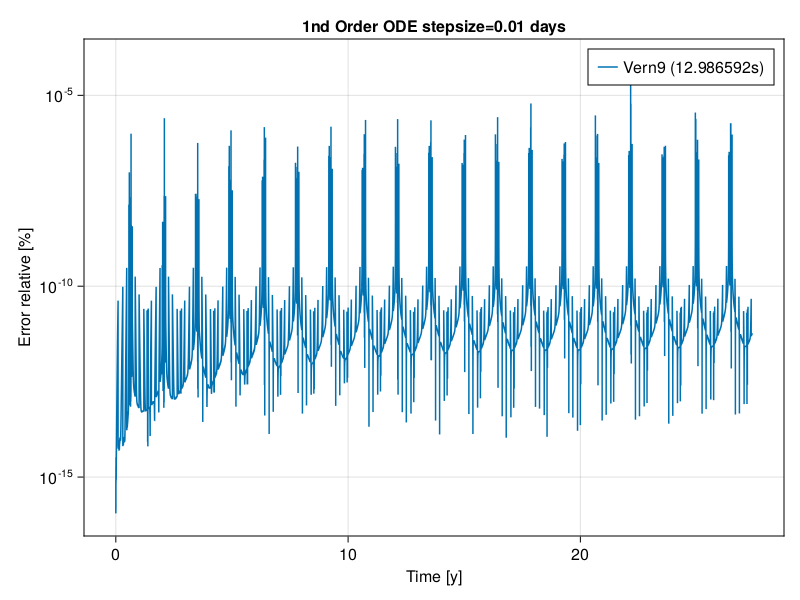 1nd Order ODE stepsize=0.01 days
Vern9 (12.986592s)
Error relative [%]
10⁻⁵
10⁻¹⁰
10⁻¹⁵
0 10 20
Time [y]